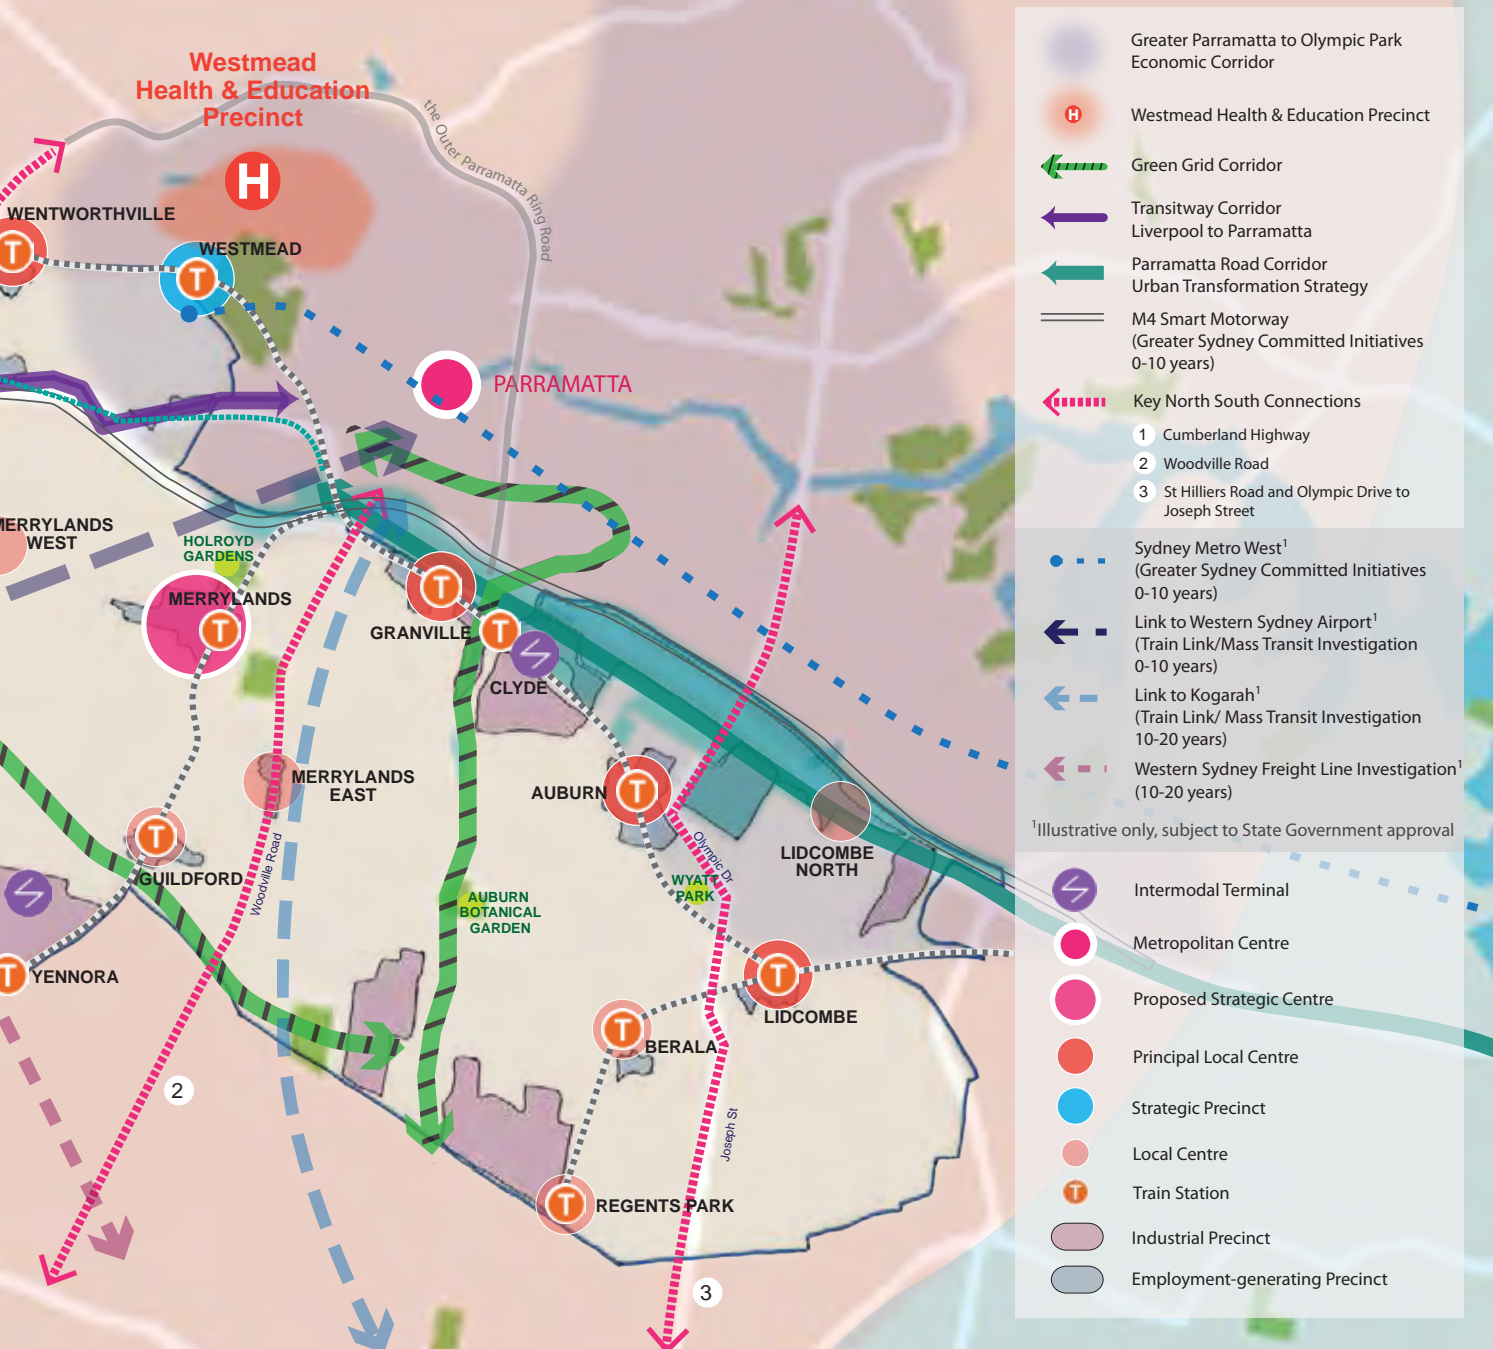 Westmead
Health & Education
Precinct
H
the Outer Parramatta Ring Road
WENTWORTHVILLE
T
WESTMEAD
T
PARRAMATTA
MERRYLANDS
WEST
HOLROYD
GARDENS
MERRYLANDS
T
GRANVILLE
T
T
CLYDE
MERRYLANDS
EAST
AUBURN
T
Woodville Road
Olympic Dr
LIDCOMBE
NORTH
T
GUILDFORD
WYATT
PARK
AUBURN
BOTANICAL
GARDEN
T
YENNORA
T
LIDCOMBE
T
BERALA
2
Joseph St
T
REGENTS PARK
3
Greater Parramatta to Olympic Park
Economic Corridor
H
Westmead Health & Education Precinct
Green Grid Corridor
Transitway Corridor
Liverpool to Parramatta
Parramatta Road Corridor
Urban Transformation Strategy
M4 Smart Motorway
(Greater Sydney Committed Initiatives
0-10 years)
Key North South Connections
1 Cumberland Highway
2 Woodville Road
3 St Hilliers Road and Olympic Drive to
Joseph Street
Sydney Metro West¹
(Greater Sydney Committed Initiatives
0-10 years)
Link to Western Sydney Airport¹
(Train Link/Mass Transit Investigation
0-10 years)
Link to Kogarah¹
(Train Link/ Mass Transit Investigation
10-20 years)
Western Sydney Freight Line Investigation¹
(10-20 years)
¹Illustrative only, subject to State Government approval
Intermodal Terminal
Metropolitan Centre
Proposed Strategic Centre
Principal Local Centre
Strategic Precinct
Local Centre
T
Train Station
Industrial Precinct
Employment-generating Precinct